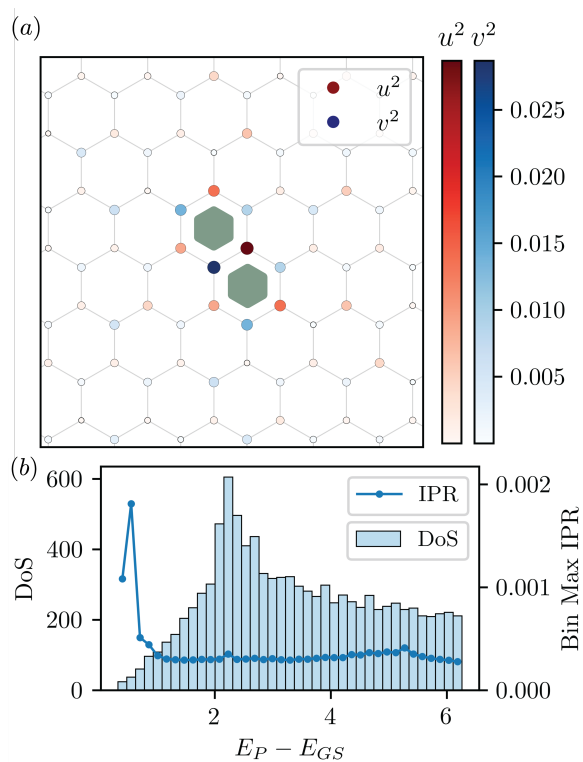 (a)
u² v²
u²
v²
0.025
0.020
0.015
0.010
0.005
(b)
600
400
200
0
DoS
IPR
DoS
0.002
0.001
0.000
Bin Max IPR
2 4 6
E_P − E_GS